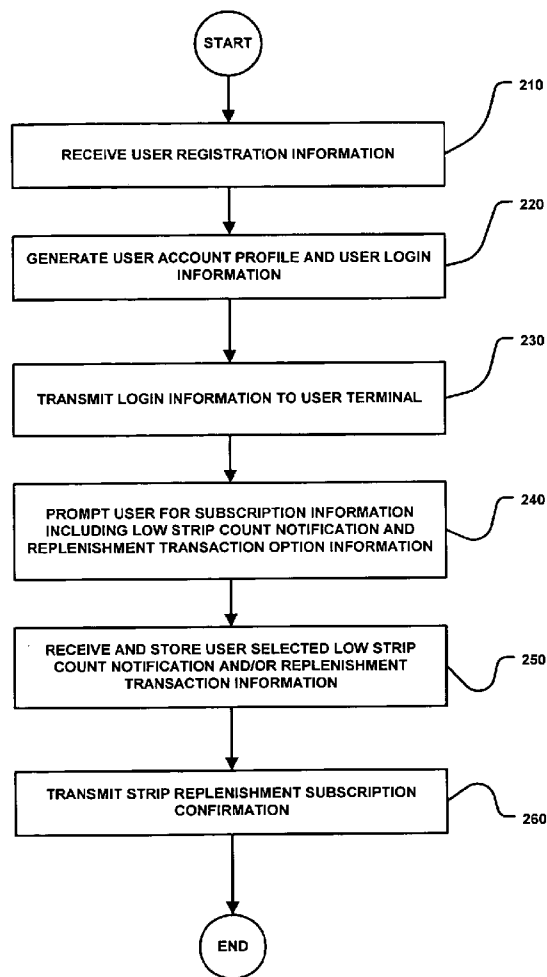 START
210
RECEIVE USER REGISTRATION INFORMATION
220
GENERATE USER ACCOUNT PROFILE AND USER LOGIN
INFORMATION
230
TRANSMIT LOGIN INFORMATION TO USER TERMINAL
240
PROMPT USER FOR SUBSCRIPTION INFORMATION
INCLUDING LOW STRIP COUNT NOTIFICATION AND
REPLENISHMENT TRANSACTION OPTION INFORMATION
RECEIVE AND STORE USER SELECTED LOW STRIP
COUNT NOTIFICATION AND/OR REPLENISHMENT
TRANSACTION INFORMATION
250
TRANSMIT STRIP REPLENISHMENT SUBSCRIPTION
CONFIRMATION
260
END